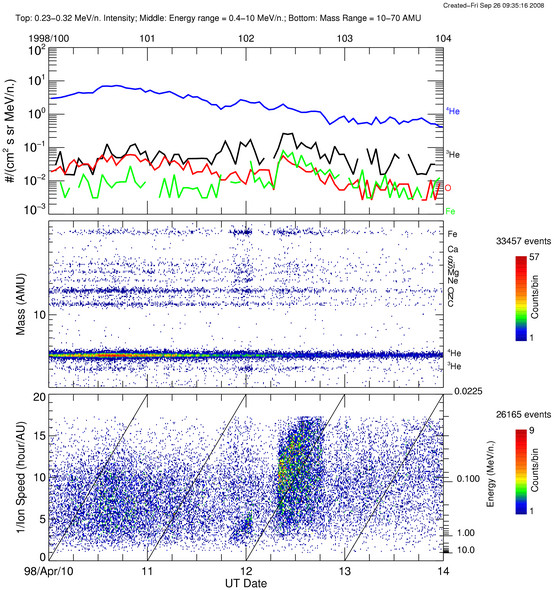 Created-Fri Sep 26 09:35:16 2008
Top: 0.23-0.32 MeV/n. Intensity; Middle: Energy range = 0.4-10 MeV/n.; Bottom: Mass Range = 10-70 AMU
1998/100 101 102 103 104
#/(cm² s sr MeV/n.)
10²
10¹
10⁰
10⁻¹
10⁻²
10⁻³
⁴He
³He
O
Fe
Mass (AMU)
10
Fe
Ca
S
Si
Mg
Ne
O
N
C
⁴He
³He
33457 events
57
Counts/bin
1
1/Ion Speed (hour/AU)
20
15
10
5
0
0.0225
0.100
1.00
10.0
Energy (MeV/n.)
26165 events
9
Counts/bin
1
98/Apr/10 11 12 13 14
UT Date